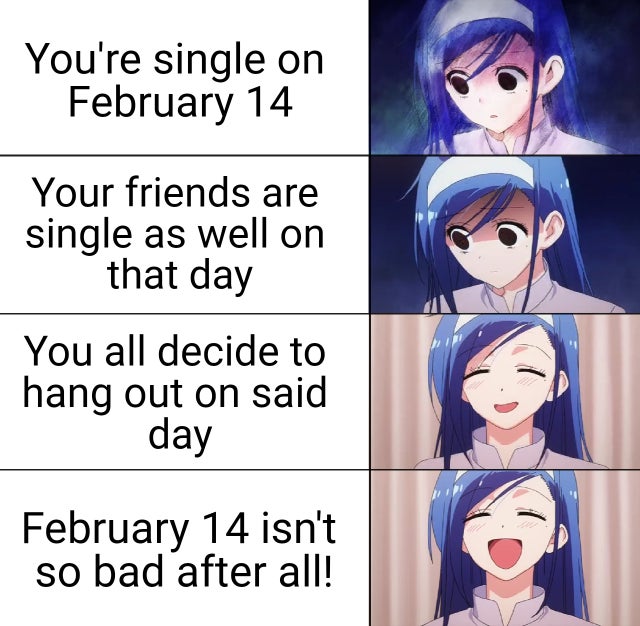 You're single on
February 14
Your friends are
single as well on
that day
You all decide to
hang out on said
day
February 14 isn't
so bad after all!